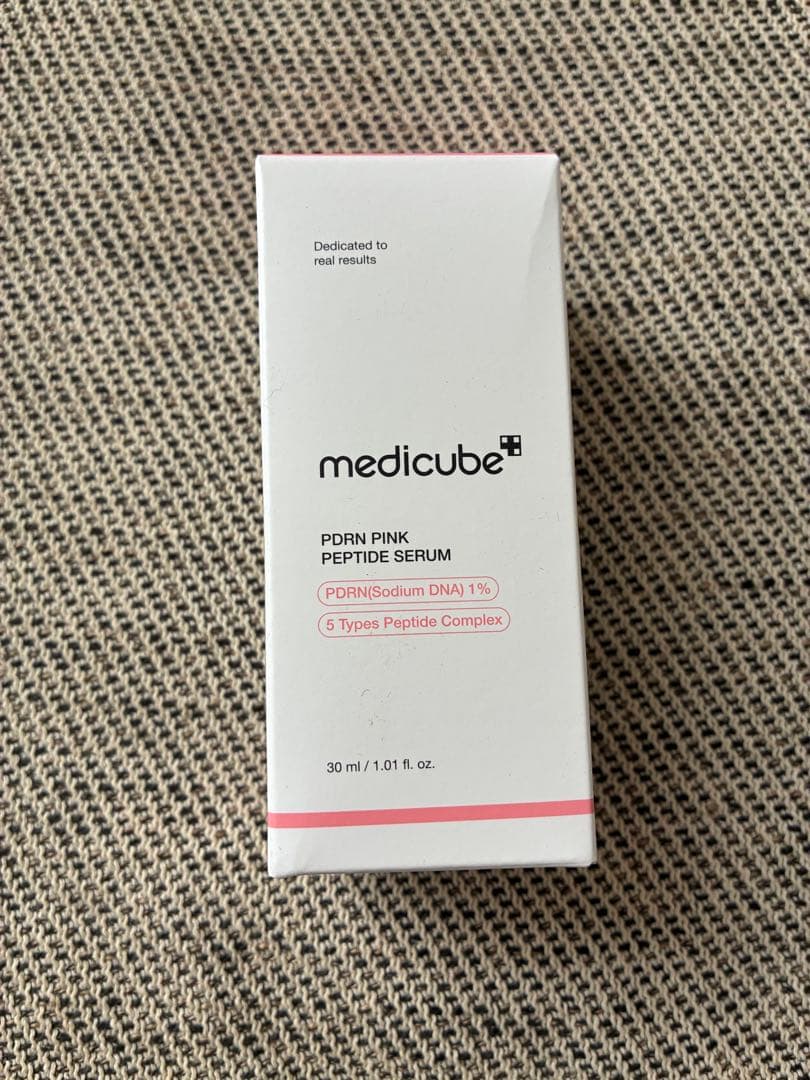 Dedicated to
real results
medicube
PDRN PINK
PEPTIDE SERUM
PDRN(Sodium DNA) 1%
5 Types Peptide Complex
30 ml / 1.01 fl. oz.